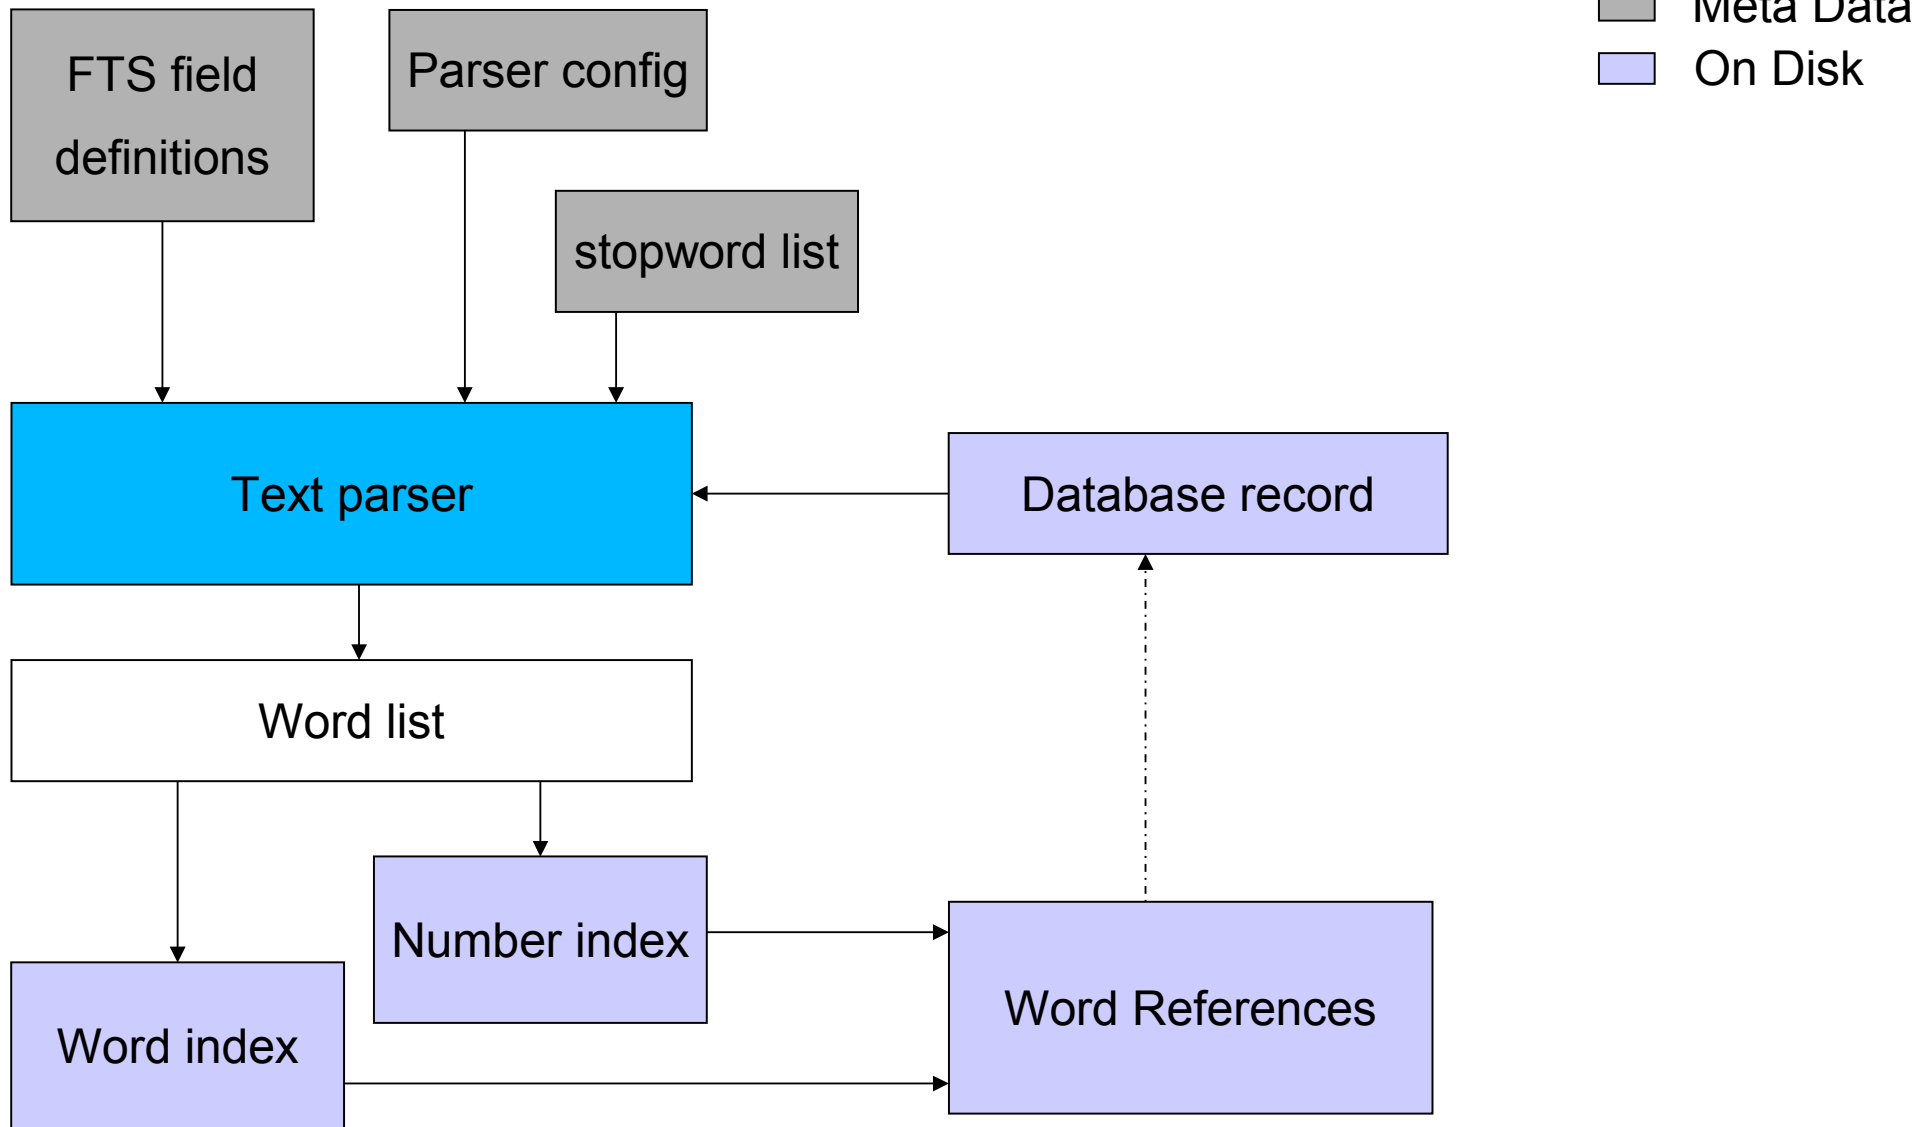 Meta Data
On Disk
FTS field
definitions
Parser config
stopword list
Text parser
Database record
Word list
Number index
Word References
Word index